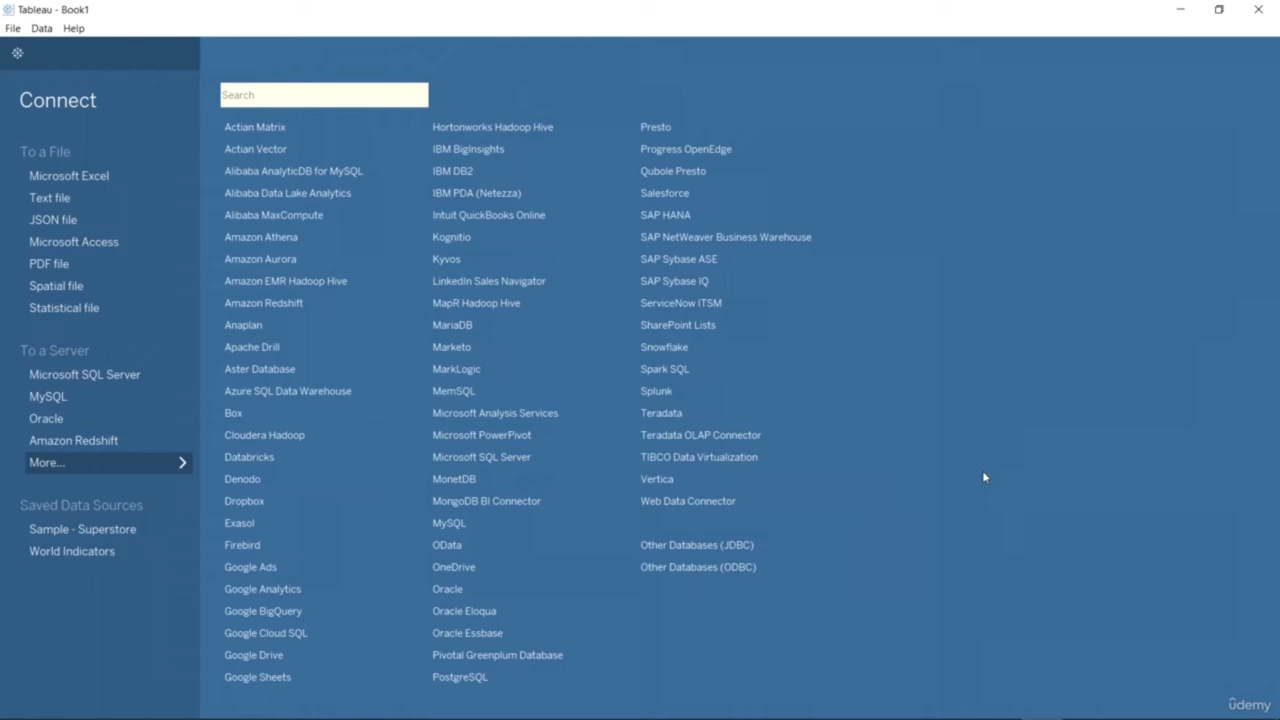 Tableau - Book1
File Data Help
Connect
To a File
Microsoft Excel
Text file
JSON file
Microsoft Access
PDF file
Spatial file
Statistical file
To a Server
Microsoft SQL Server
MySQL
Oracle
Amazon Redshift
More...
Saved Data Sources
Sample - Superstore
World Indicators
Search
Actian Matrix
Actian Vector
Alibaba AnalyticDB for MySQL
Alibaba Data Lake Analytics
Alibaba MaxCompute
Amazon Athena
Amazon Aurora
Amazon EMR Hadoop Hive
Amazon Redshift
Anaplan
Apache Drill
Aster Database
Azure SQL Data Warehouse
Box
Cloudera Hadoop
Databricks
Denodo
Dropbox
Exasol
Firebird
Google Ads
Google Analytics
Google BigQuery
Google Cloud SQL
Google Drive
Google Sheets
Hortonworks Hadoop Hive
IBM BigInsights
IBM DB2
IBM PDA (Netezza)
Intuit QuickBooks Online
Kognitio
Kyvos
LinkedIn Sales Navigator
MapR Hadoop Hive
MariaDB
Marketo
MarkLogic
MemSQL
Microsoft Analysis Services
Microsoft PowerPivot
Microsoft SQL Server
MonetDB
MongoDB BI Connector
MySQL
OData
OneDrive
Oracle
Oracle Eloqua
Oracle Essbase
Pivotal Greenplum Database
PostgreSQL
Presto
Progress OpenEdge
Qubole Presto
Salesforce
SAP HANA
SAP NetWeaver Business Warehouse
SAP Sybase ASE
SAP Sybase IQ
ServiceNow ITSM
SharePoint Lists
Snowflake
Spark SQL
Splunk
Teradata
Teradata OLAP Connector
TIBCO Data Virtualization
Vertica
Web Data Connector
Other Databases (JDBC)
Other Databases (ODBC)
ûdemy